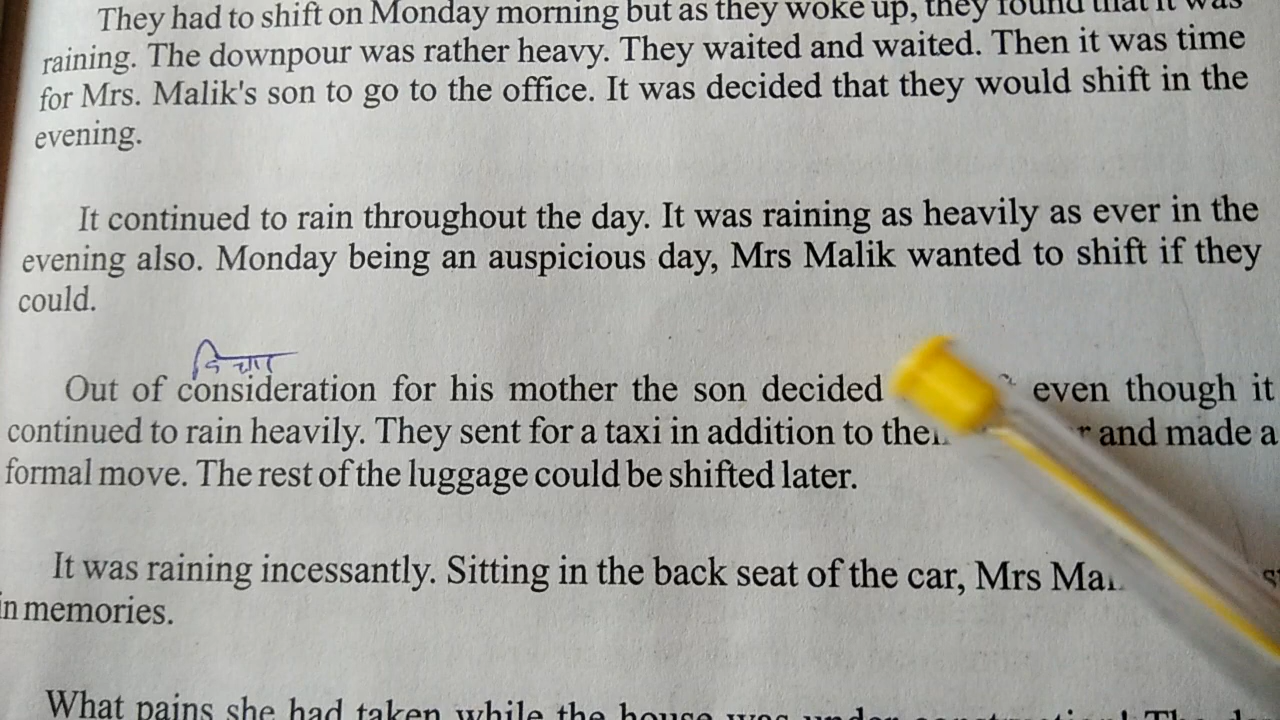 They had to shift on Monday morning but as they woke up, they found that it was
raining. The downpour was rather heavy. They waited and waited. Then it was time
for Mrs. Malik's son to go to the office. It was decided that they would shift in the
evening.
It continued to rain throughout the day. It was raining as heavily as ever in the
evening also. Monday being an auspicious day, Mrs Malik wanted to shift if they
could.
विचार
Out of consideration for his mother the son decided even though it
continued to rain heavily. They sent for a taxi in addition to and made a
formal move. The rest of the luggage could be shifted later.
It was raining incessantly. Sitting in the back seat of the car, Mrs
in memories.
What pains she had taken while the house was under construction!